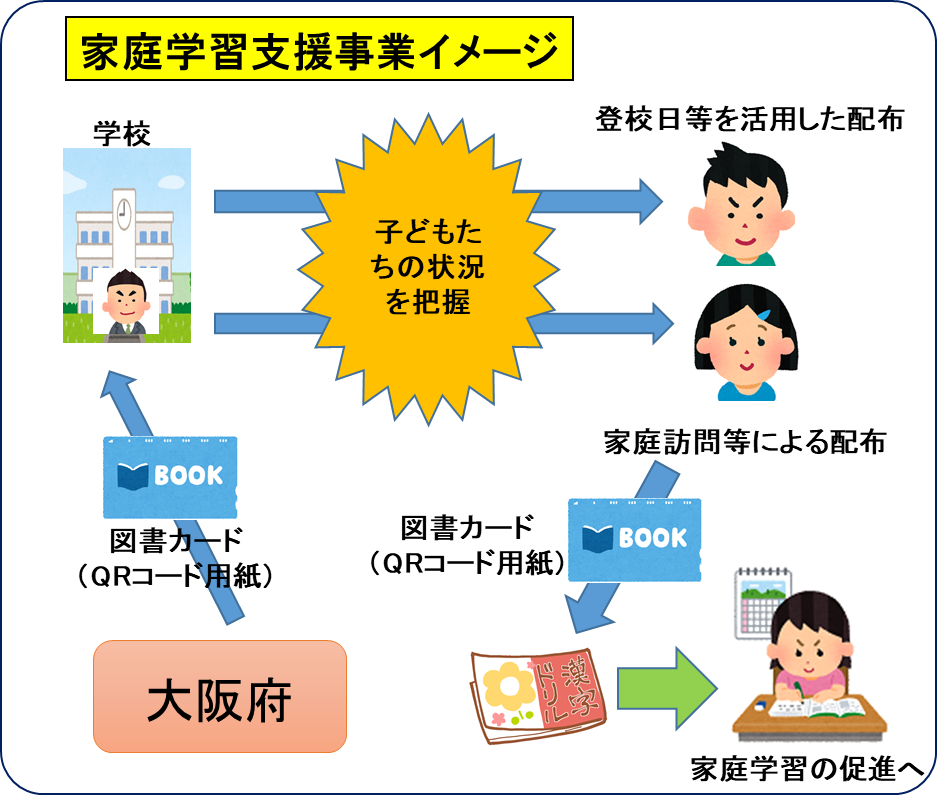 家庭学習支援事業イメージ
学校
登校日等を活用した配布
子どもた
ちの状況
を把握
家庭訪問等による配布
BOOK
図書カード
（QRコード用紙）
図書カード
（QRコード用紙）
BOOK
大阪府
漢字
ドリル
家庭学習の促進へ